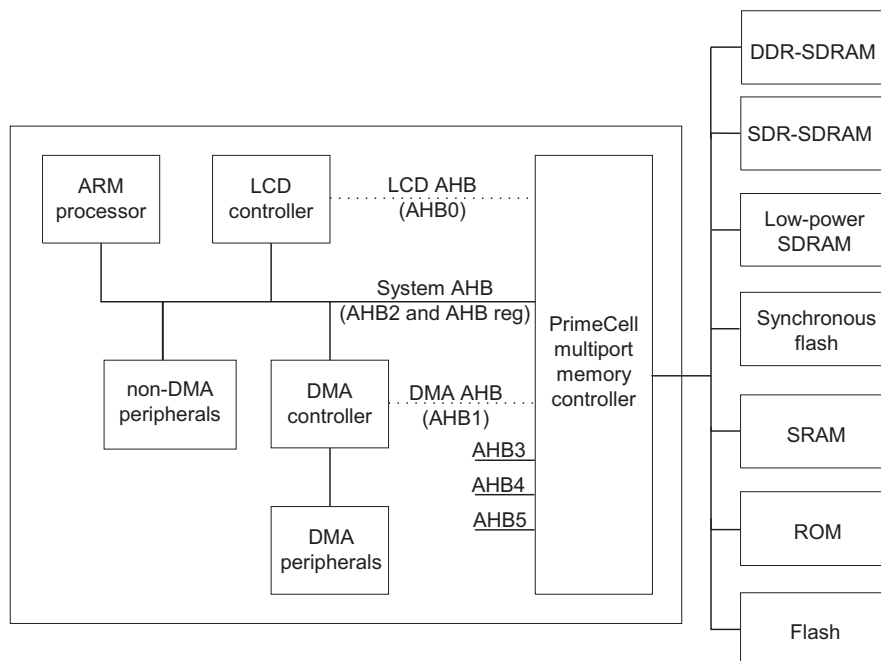 DDR-SDRAM
SDR-SDRAM
Low-power
SDRAM
Synchronous
flash
SRAM
ROM
Flash
ARM
processor
LCD
controller
LCD AHB
(AHB0)
System AHB
(AHB2 and AHB reg)
PrimeCell
multiport
memory
controller
non-DMA
peripherals
DMA
controller
DMA AHB
(AHB1)
AHB3
AHB4
AHB5
DMA
peripherals